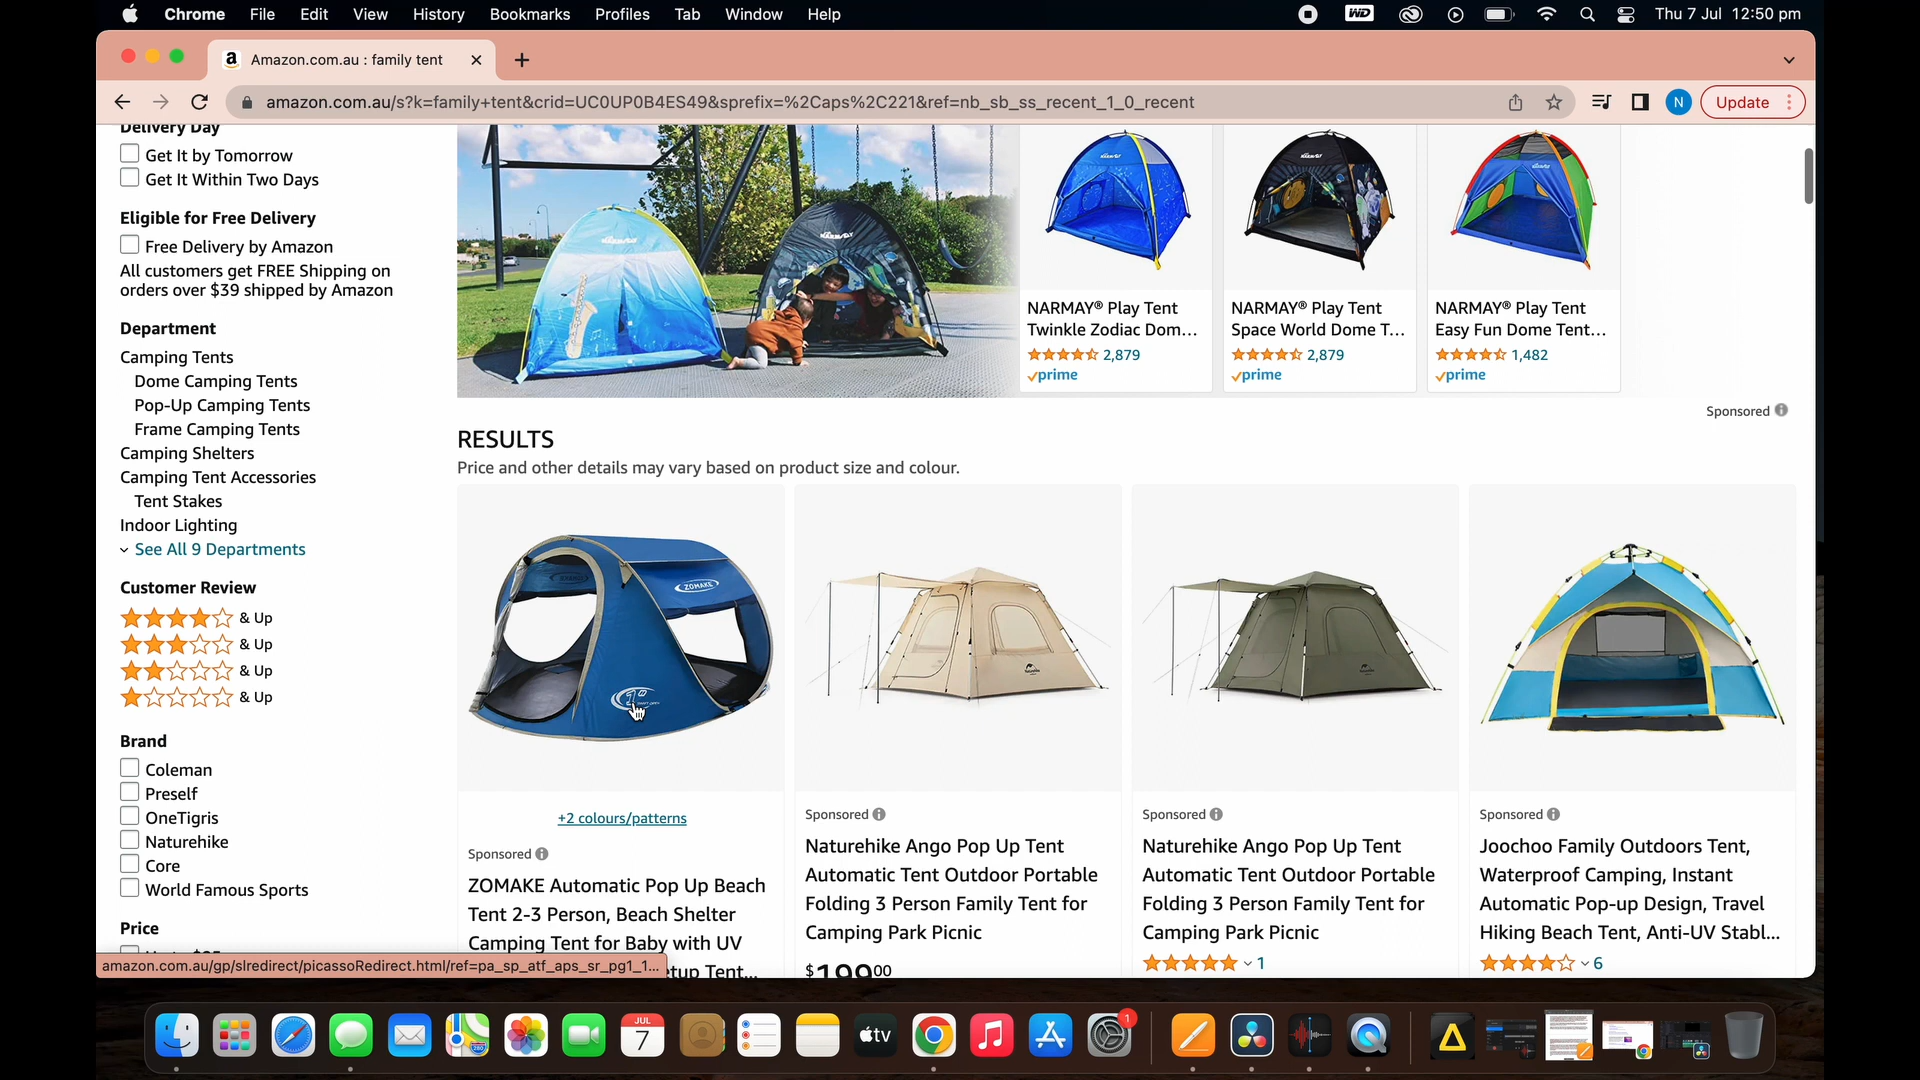 Chrome File Edit View History Bookmarks Profiles Tab Window Help
WD
Thu 7 Jul 12:50 pm
a Amazon.com.au : family tent
amazon.com.au/s?k=family+tent&crid=UC0UP0B4ES49&sprefix=%2Caps%2C221&ref=nb_sb_ss_recent_1_0_recent
N
Update
Delivery Day
Get It by Tomorrow
Get It Within Two Days
Eligible for Free Delivery
Free Delivery by Amazon
All customers get FREE Shipping on
orders over $39 shipped by Amazon
Department
Camping Tents
Dome Camping Tents
Pop-Up Camping Tents
Frame Camping Tents
Camping Shelters
Camping Tent Accessories
Tent Stakes
Indoor Lighting
See All 9 Departments
Customer Review
& Up
& Up
& Up
& Up
Brand
Coleman
Preself
OneTigris
Naturehike
Core
World Famous Sports
Price
amazon.com.au/gp/slredirect/picassoRedirect.html/ref=pa_sp_atf_aps_sr_pg1_1...
NARMAY® Play Tent
Twinkle Zodiac Dom...
2,879
prime
NARMAY® Play Tent
Space World Dome T...
2,879
prime
NARMAY® Play Tent
Easy Fun Dome Tent...
1,482
prime
Sponsored
RESULTS
Price and other details may vary based on product size and colour.
ZOMAKE
+2 colours/patterns
Sponsored
ZOMAKE Automatic Pop Up Beach
Tent 2-3 Person, Beach Shelter
Camping Tent for Baby with UV
etup Tent...
Sponsored
Naturehike Ango Pop Up Tent
Automatic Tent Outdoor Portable
Folding 3 Person Family Tent for
Camping Park Picnic
$19900
Sponsored
Naturehike Ango Pop Up Tent
Automatic Tent Outdoor Portable
Folding 3 Person Family Tent for
Camping Park Picnic
1
Sponsored
Joochoo Family Outdoors Tent,
Waterproof Camping, Instant
Automatic Pop-up Design, Travel
Hiking Beach Tent, Anti-UV Stabl...
6
JUL
7
tv
1